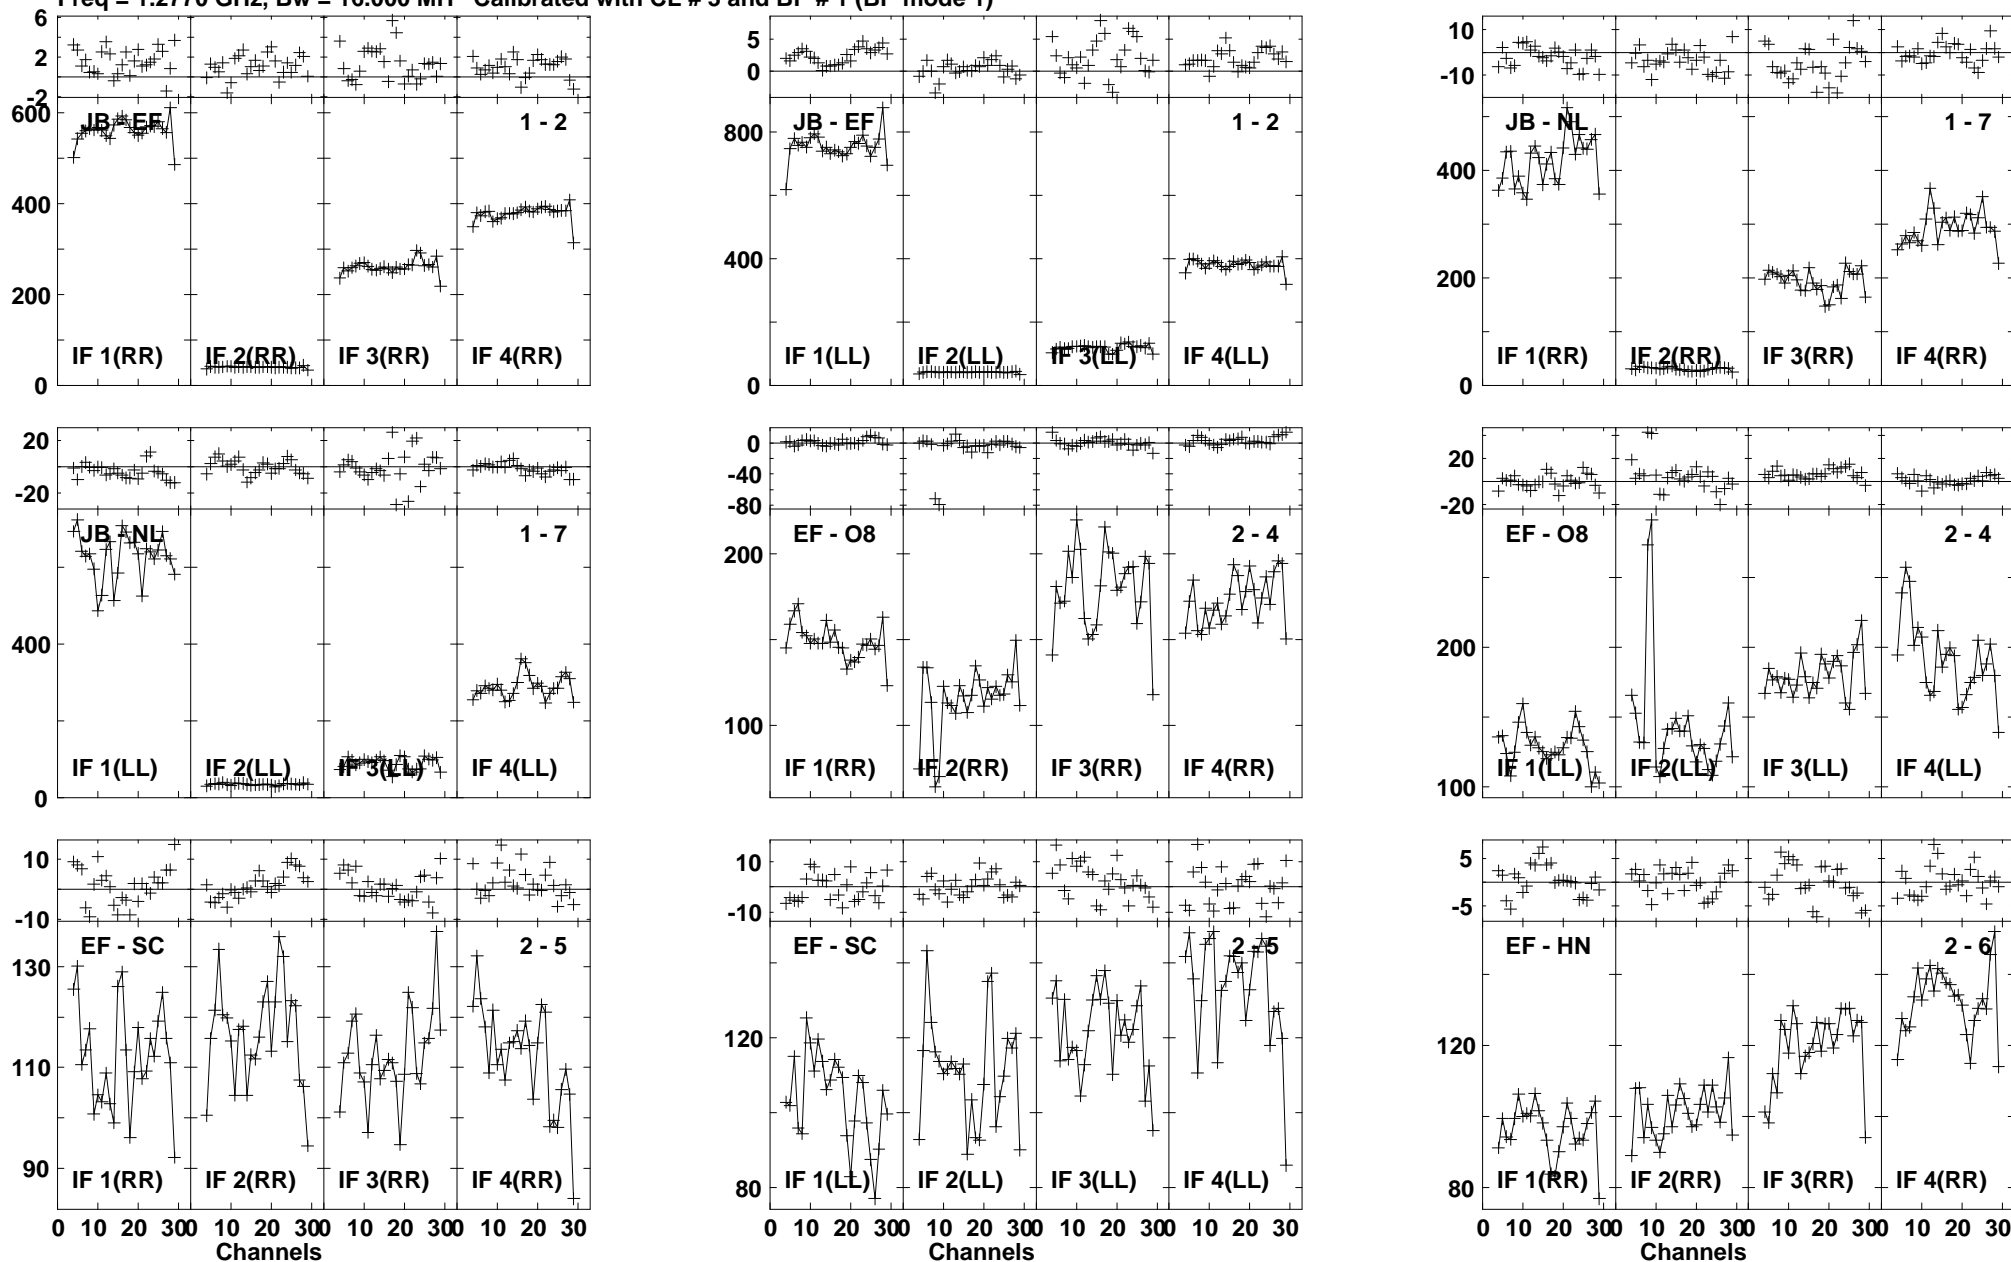 Freq = 1.2770 GHz, Bw = 16.000 MH Calibrated with CL # 3 and BP # 1 (BP mode 1)
6
2
-2
5
0
10
-10
600
400
200
0
JB - EF
1 - 2
IF 1(RR)
IF 2(RR)
IF 3(RR)
IF 4(RR)
800
400
0
JB - EF
IF 1(LL)
IF 2(LL)
IF 3(LL)
IF 4(LL)
400
200
0
JB - NL
1 - 7
IF 1(RR)
IF 2(RR)
IF 3(RR)
IF 4(RR)
20
-20
0
-40
-80
20
-20
400
0
JB - NL
1 - 7
IF 1(LL)
IF 2(LL)
IF 3(LL)
IF 4(LL)
200
100
EF - O8
2 - 4
IF 1(RR)
IF 2(RR)
IF 3(RR)
IF 4(RR)
200
100
EF - O8
2 - 4
IF 1(LL)
IF 2(LL)
IF 3(LL)
IF 4(LL)
10
-10
10
-10
5
-5
130
110
90
EF - SC
2 - 5
IF 1(RR)
IF 2(RR)
IF 3(RR)
IF 4(RR)
120
80
EF - SC
2 - 5
IF 1(LL)
IF 2(LL)
IF 3(LL)
IF 4(LL)
120
80
EF - HN
2 - 6
IF 1(RR)
IF 2(RR)
IF 3(RR)
IF 4(RR)
0 10 20 30 0 10 20 30 0 10 20 30 0 10 20 30
0 10 20 30 0 10 20 30 0 10 20 30 0 10 20 30
0 10 20 30 0 10 20 30 0 10 20 30 0 10 20 30
Channels
Channels
Channels